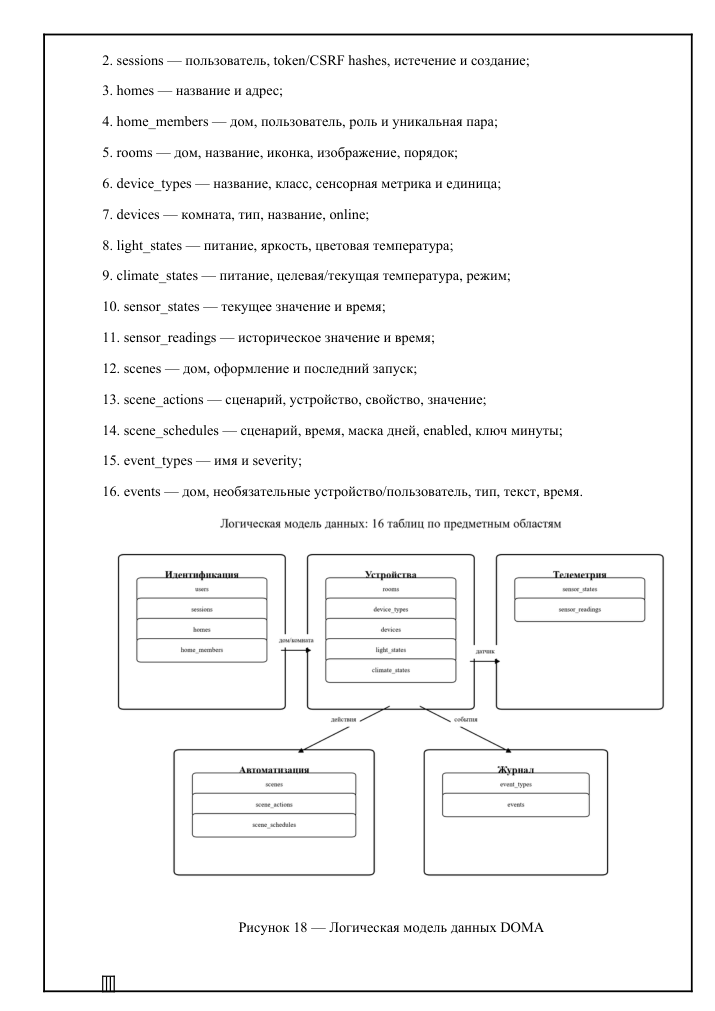 2. sessions — пользователь, token/CSRF hashes, истечение и создание;
3. homes — название и адрес;
4. home_members — дом, пользователь, роль и уникальная пара;
5. rooms — дом, название, иконка, изображение, порядок;
6. device_types — название, класс, сенсорная метрика и единица;
7. devices — комната, тип, название, online;
8. light_states — питание, яркость, цветовая температура;
9. climate_states — питание, целевая/текущая температура, режим;
10. sensor_states — текущее значение и время;
11. sensor_readings — историческое значение и время;
12. scenes — дом, оформление и последний запуск;
13. scene_actions — сценарий, устройство, свойство, значение;
14. scene_schedules — сценарий, время, маска дней, enabled, ключ минуты;
15. event_types — имя и severity;
16. events — дом, необязательные устройство/пользователь, тип, текст, время.
Логическая модель данных: 16 таблиц по предметным областям
Идентификация
users
sessions
homes
home_members
дом/комната
Устройства
rooms
device_types
devices
light_states
climate_states
датчик
Телеметрия
sensor_states
sensor_readings
действия
события
Автоматизация
scenes
scene_actions
scene_schedules
Журнал
event_types
events
Рисунок 18 — Логическая модель данных DOMA